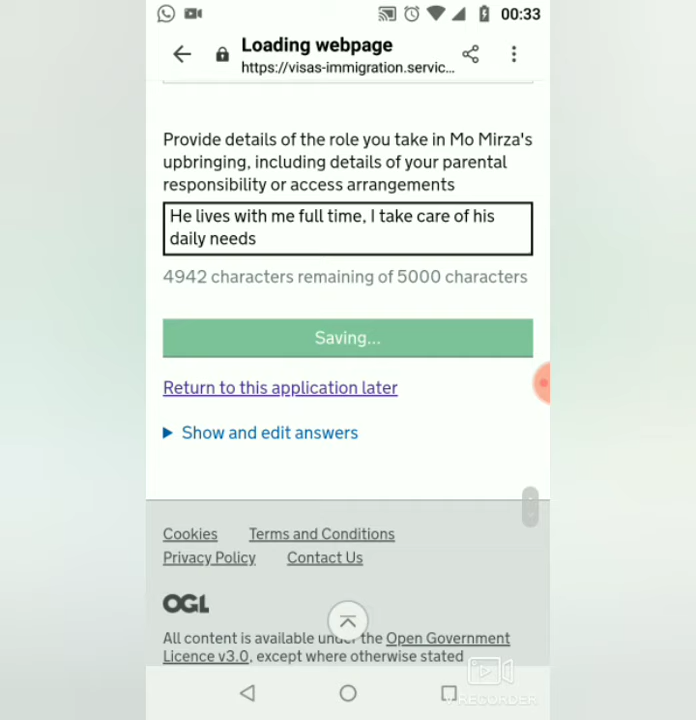 00:33
Loading webpage
https://visas-immigration.servic...
Provide details of the role you take in Mo Mirza's
upbringing, including details of your parental
responsibility or access arrangements
He lives with me full time, I take care of his
daily needs
4942 characters remaining of 5000 characters
Saving...
Return to this application later
Show and edit answers
Cookies Terms and Conditions
Privacy Policy Contact Us
OGL
All content is available under the Open Government
Licence v3.0, except where otherwise stated
V RECORDER